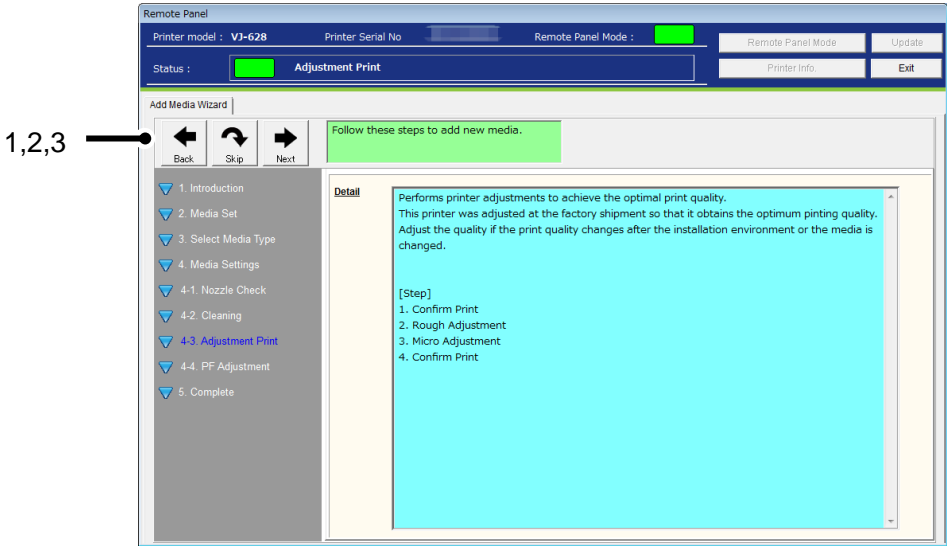 Remote Panel
Printer model : VJ-628 Printer Serial No Remote Panel Mode : Remote Panel Mode Update
Status : Adjustment Print Printer Info. Exit
Add Media Wizard
1,2,3
Back Skip Next
Follow these steps to add new media.
1. Introduction
2. Media Set
3. Select Media Type
4. Media Settings
4-1. Nozzle Check
4-2. Cleaning
4-3. Adjustment Print
4-4. PF Adjustment
5. Complete
Detail
Performs printer adjustments to achieve the optimal print quality.
This printer was adjusted at the factory shipment so that it obtains the optimum pinting quality.
Adjust the quality if the print quality changes after the installation environment or the media is
changed.
[Step]
1. Confirm Print
2. Rough Adjustment
3. Micro Adjustment
4. Confirm Print